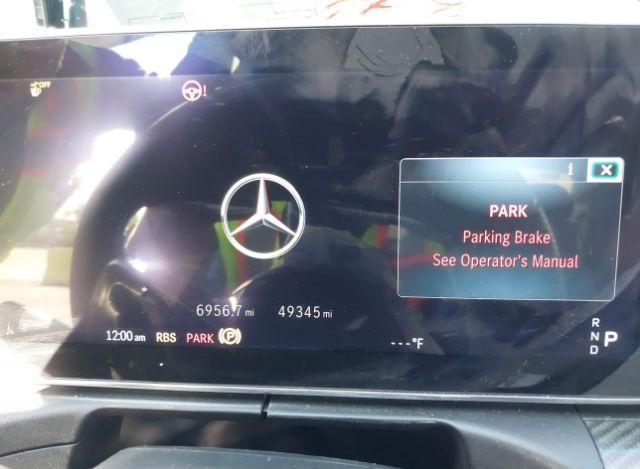 OFF
!
i X
PARK
Parking Brake
See Operator's Manual
6956.7 mi 49345 mi
12:00 am RBS PARK (P) ---°F
R
N P
D